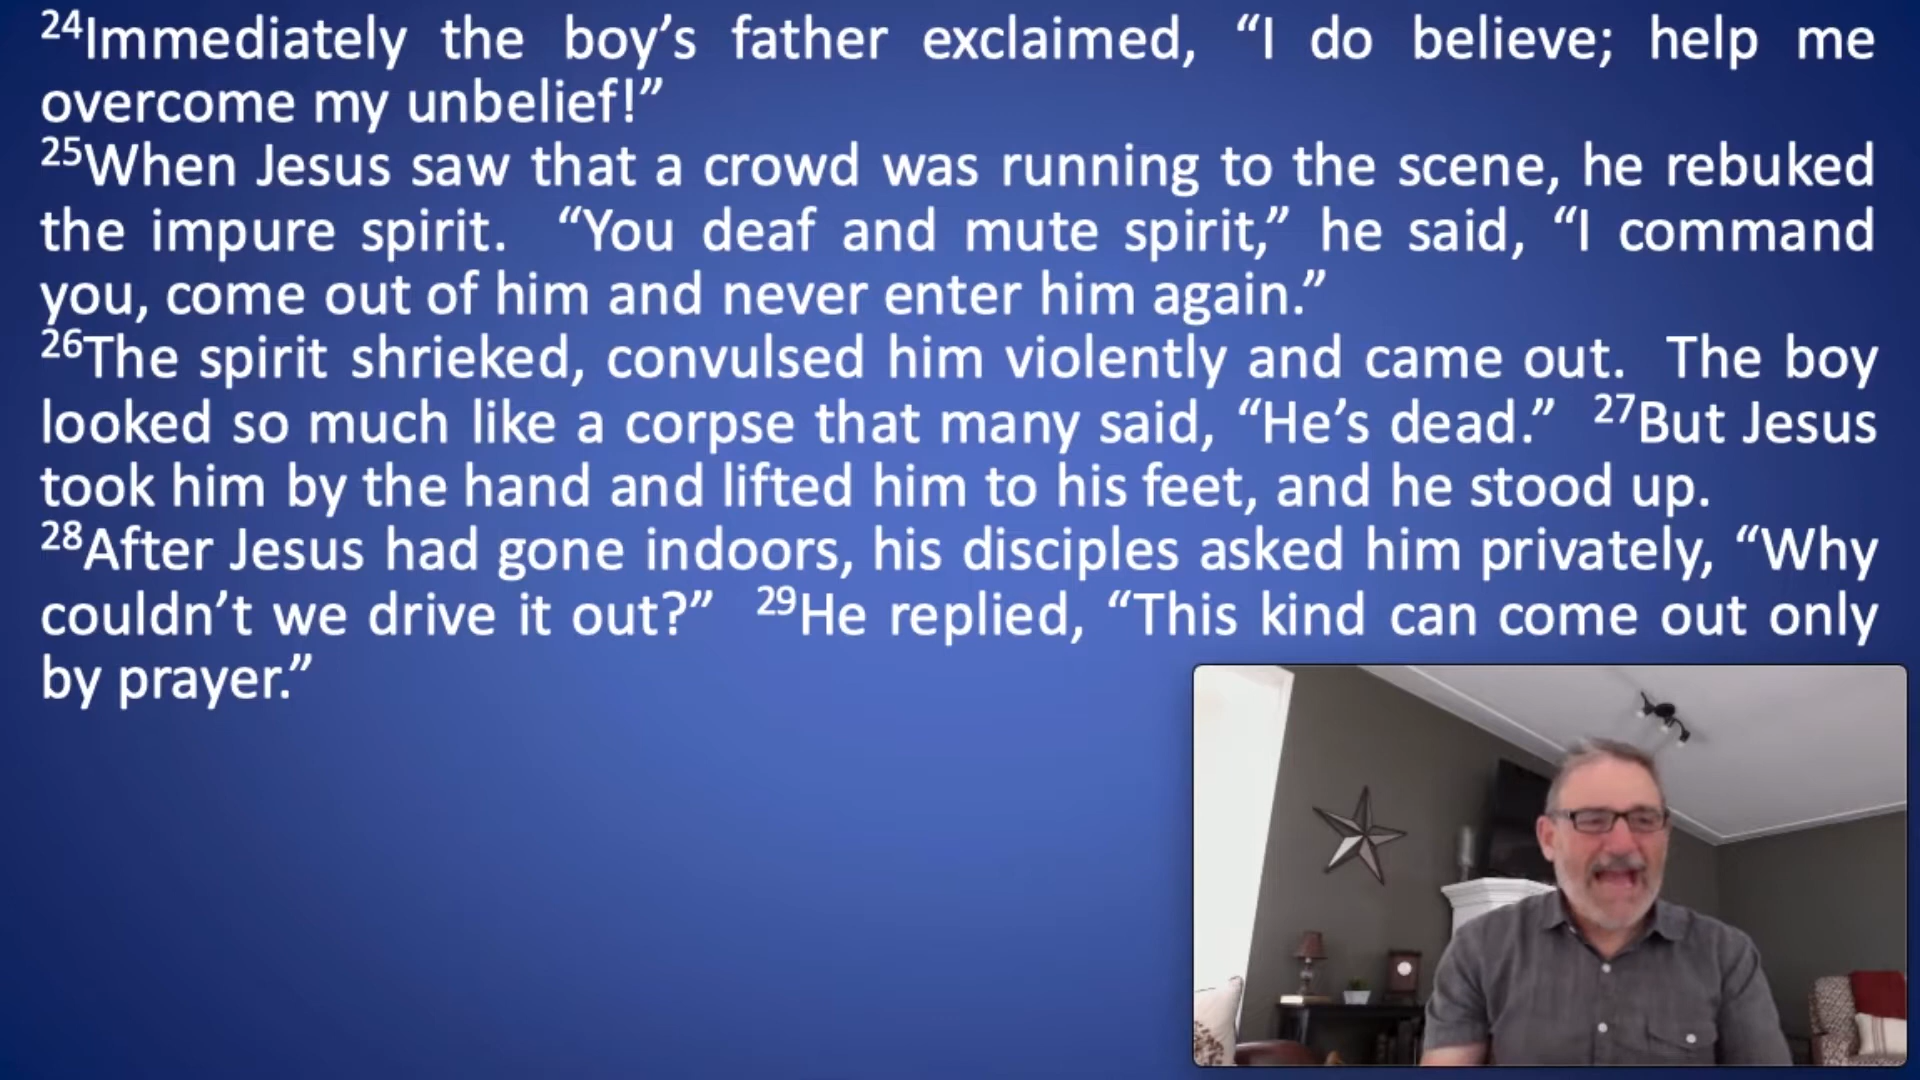 24Immediately the boy’s father exclaimed, “I do believe; help me
overcome my unbelief!”
25When Jesus saw that a crowd was running to the scene, he rebuked
the impure spirit. “You deaf and mute spirit,” he said, “I command
you, come out of him and never enter him again.”
26The spirit shrieked, convulsed him violently and came out. The boy
looked so much like a corpse that many said, “He’s dead.” 27But Jesus
took him by the hand and lifted him to his feet, and he stood up.
28After Jesus had gone indoors, his disciples asked him privately, “Why
couldn’t we drive it out?” 29He replied, “This kind can come out only
by prayer.”